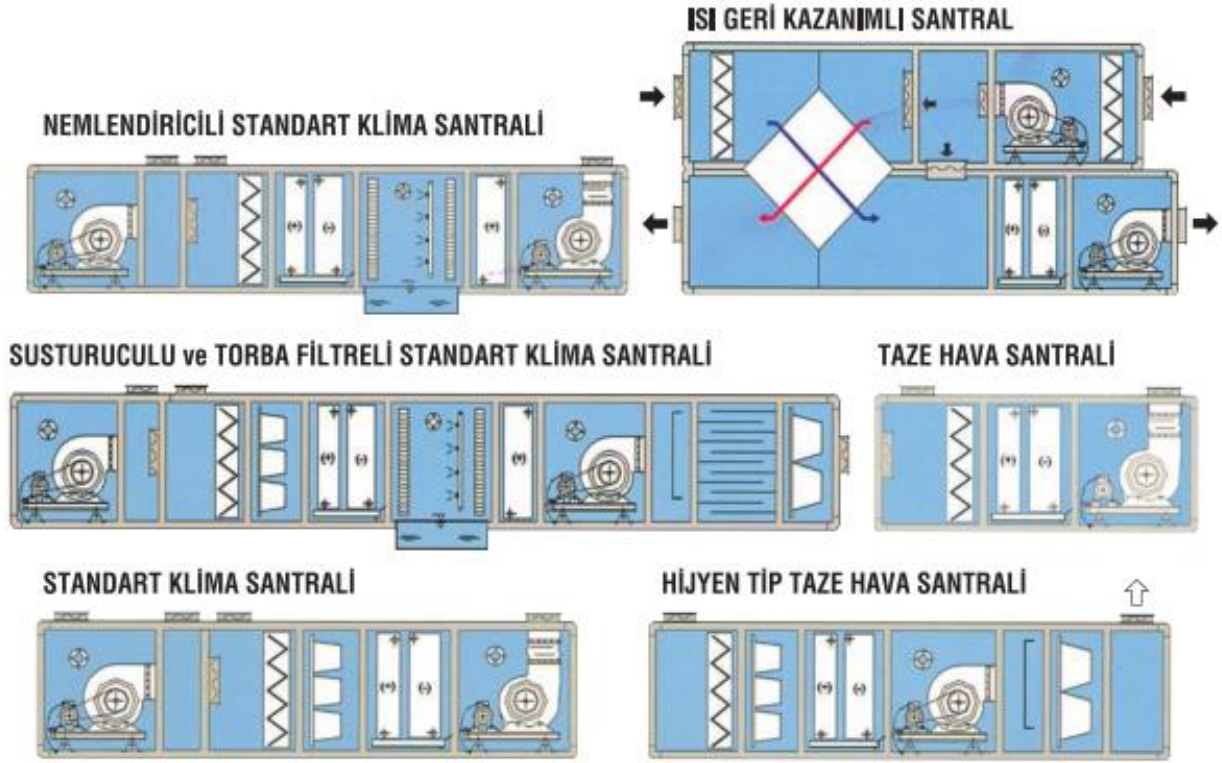 ISI GERİ KAZANIMLI SANTRAL
NEMLENDİRİCİLİ STANDART KLİMA SANTRALİ
(+) (-) (+)
(+) (-)
SUSTURUCULU ve TORBA FİLTRELİ STANDART KLİMA SANTRALİ
TAZE HAVA SANTRALİ
(+) (-) (+)
(+) (-)
STANDART KLİMA SANTRALİ
HİJYEN TİP TAZE HAVA SANTRALİ
(+) (-)
(+) (-)